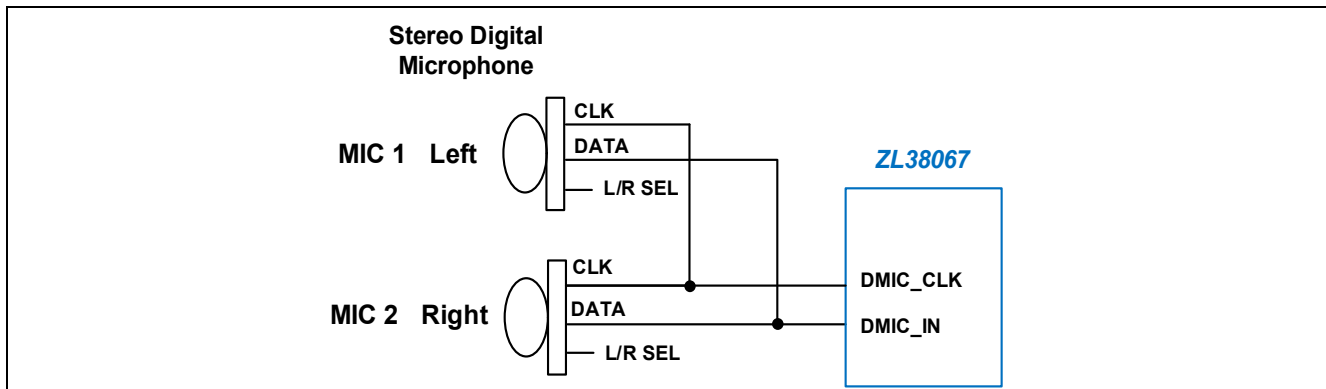 Stereo Digital
Microphone
CLK
MIC 1 Left
DATA
ZL38067
L/R SEL
CLK
DMIC_CLK
MIC 2 Right
DATA
DMIC_IN
L/R SEL